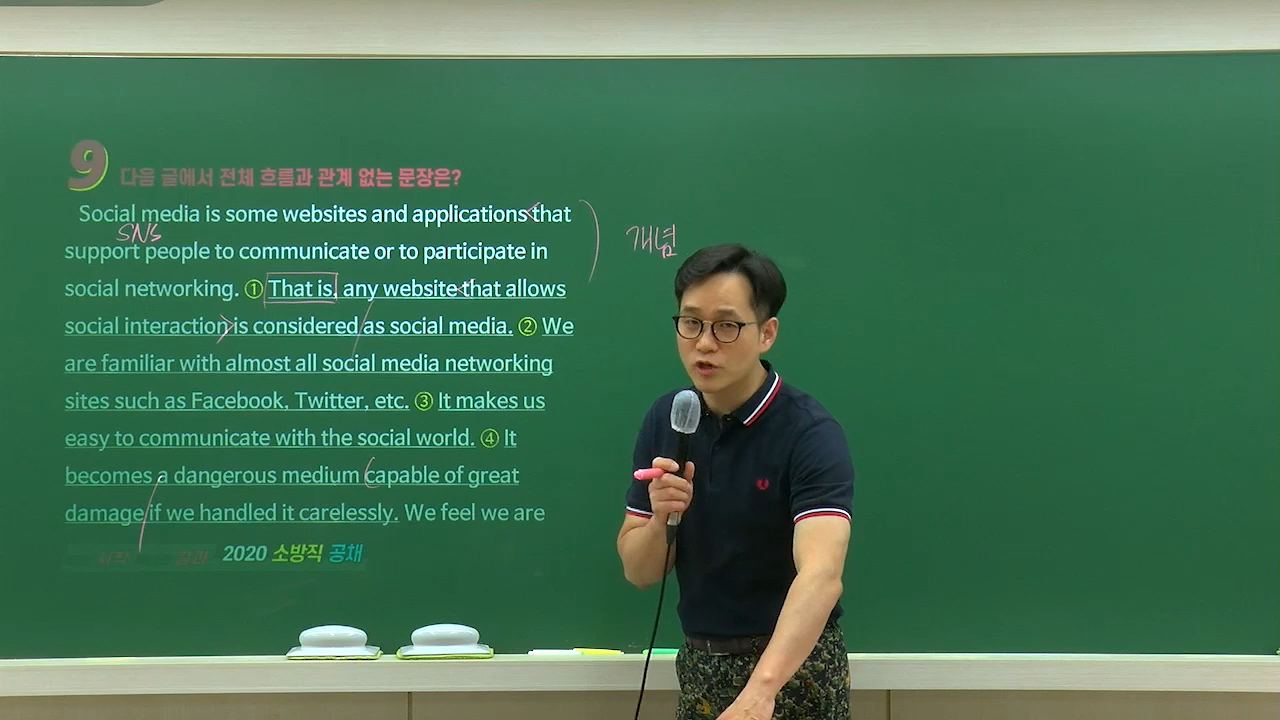 9 다음 글에서 전체 흐름과 관계 없는 문장은?
Social media is some websites and applications that
SNS
개념
support people to communicate or to participate in
social networking. ① That is, any website that allows
social interaction is considered as social media. ② We
are familiar with almost all social media networking
sites such as Facebook, Twitter, etc. ③ It makes us
easy to communicate with the social world. ④ It
becomes a dangerous medium capable of great
damage if we handled it carelessly. We feel we are
2020 소방직 공채